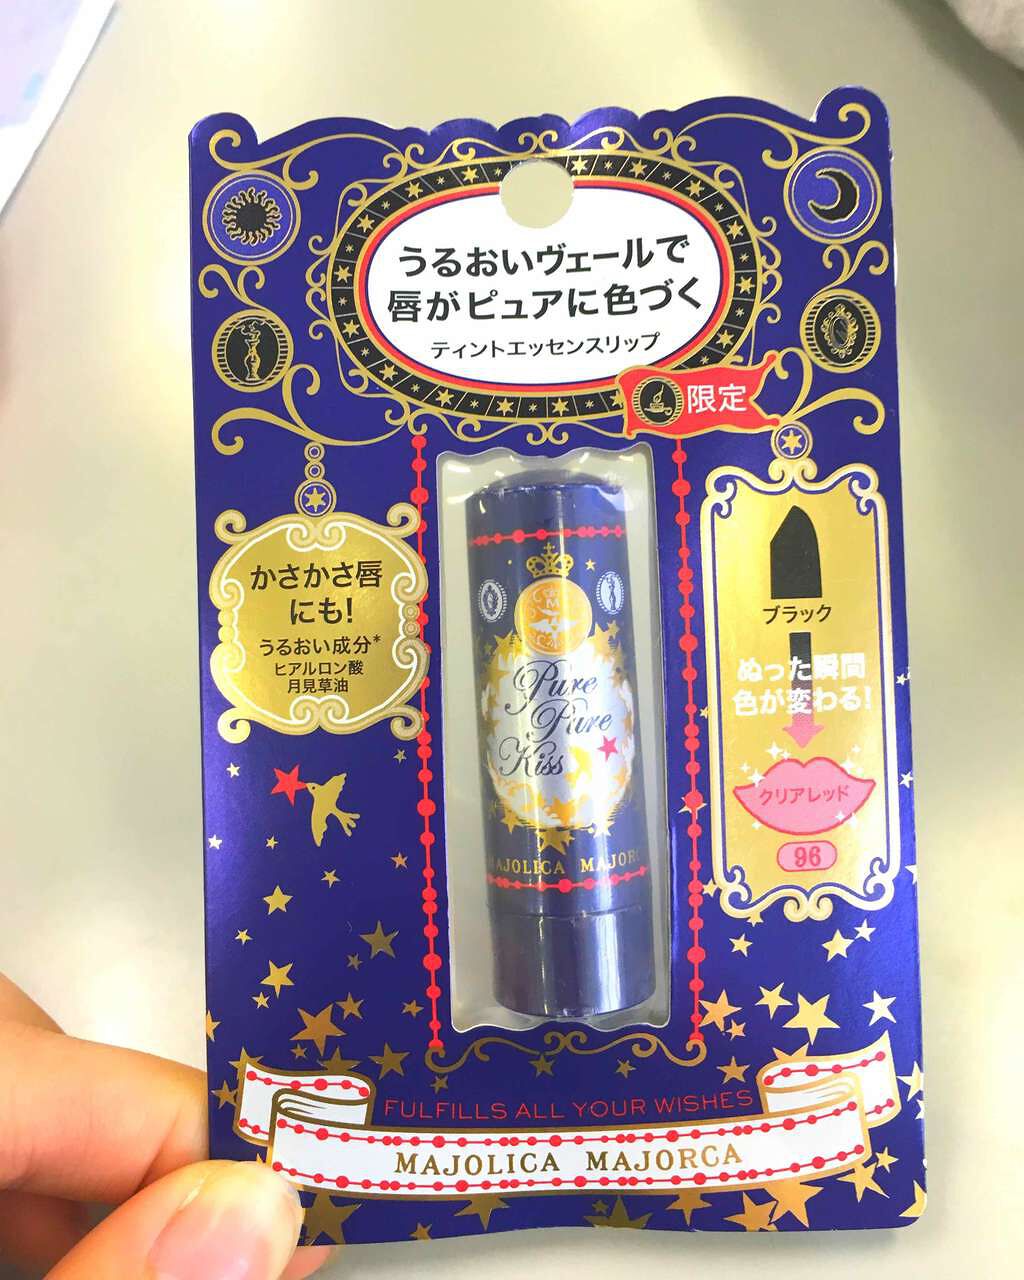 うるおいヴェールで
唇がピュアに色づく
ティントエッセンスリップ
限定
かさかさ唇
にも!
うるおい成分*
ヒアルロン酸
月見草油
ブラック
ぬった瞬間
色が変わる!
クリアレッド
96
Pure
Pure
Kiss
MAJOLICA MAJORC
FULFILLS ALL YOUR WISHES
MAJOLICA MAJORCA